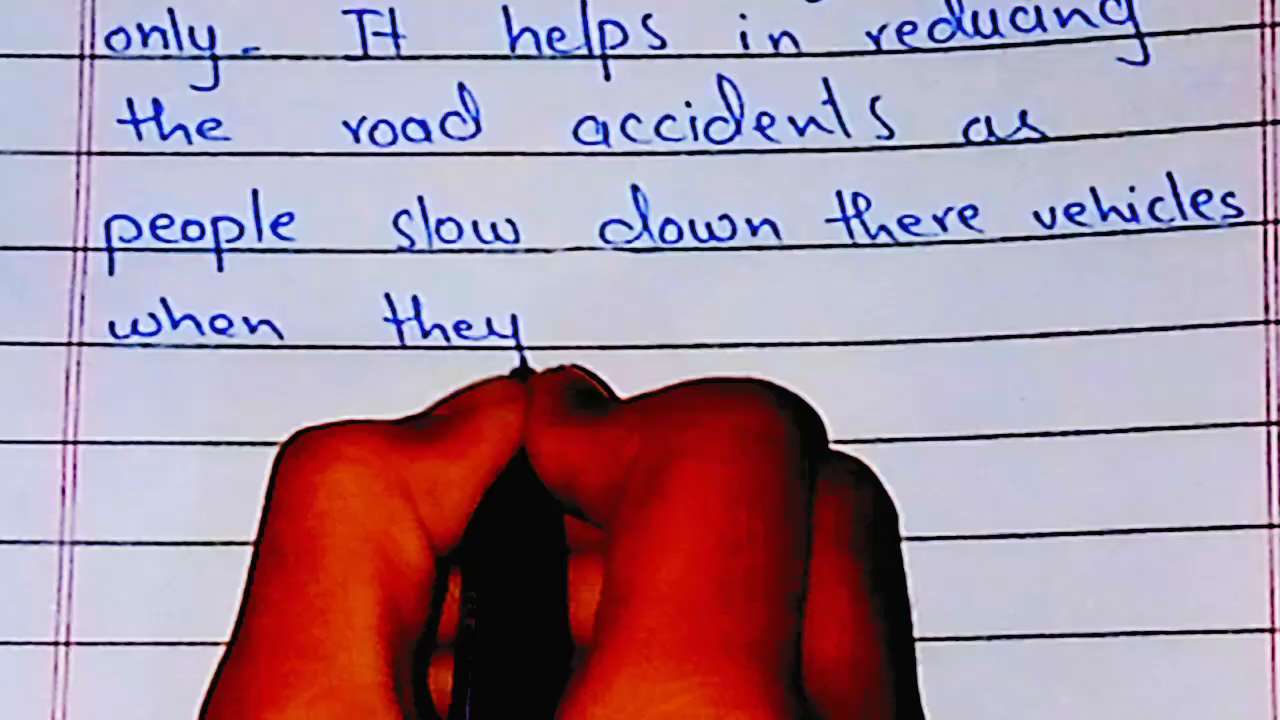 only. It helps in reducing
the road accidents as
people slow down there vehicles
when they